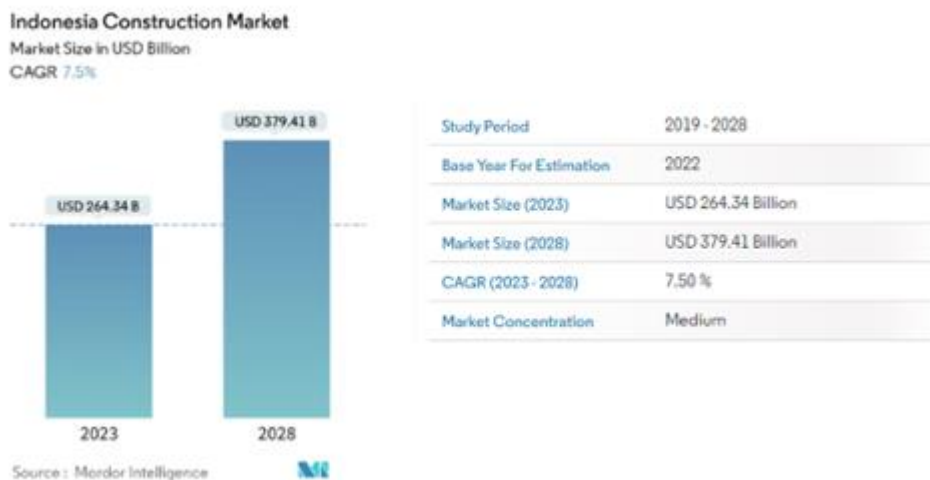 Indonesia Construction Market
Market Size in USD Billion
CAGR 7.5%
USD 379.41 B
USD 264.34 B
2023
2028
Source : Mordor Intelligence
Study Period 2019 - 2028
Base Year For Estimation 2022
Market Size (2023) USD 264.34 Billion
Market Size (2028) USD 379.41 Billion
CAGR (2023 - 2028) 7.50 %
Market Concentration Medium